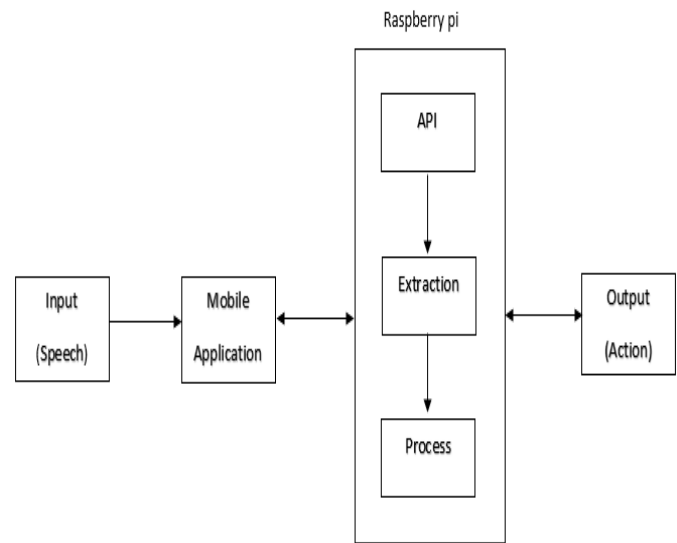 Raspberry pi
API
Input
(Speech)
Mobile
Application
Extraction
Output
(Action)
Process